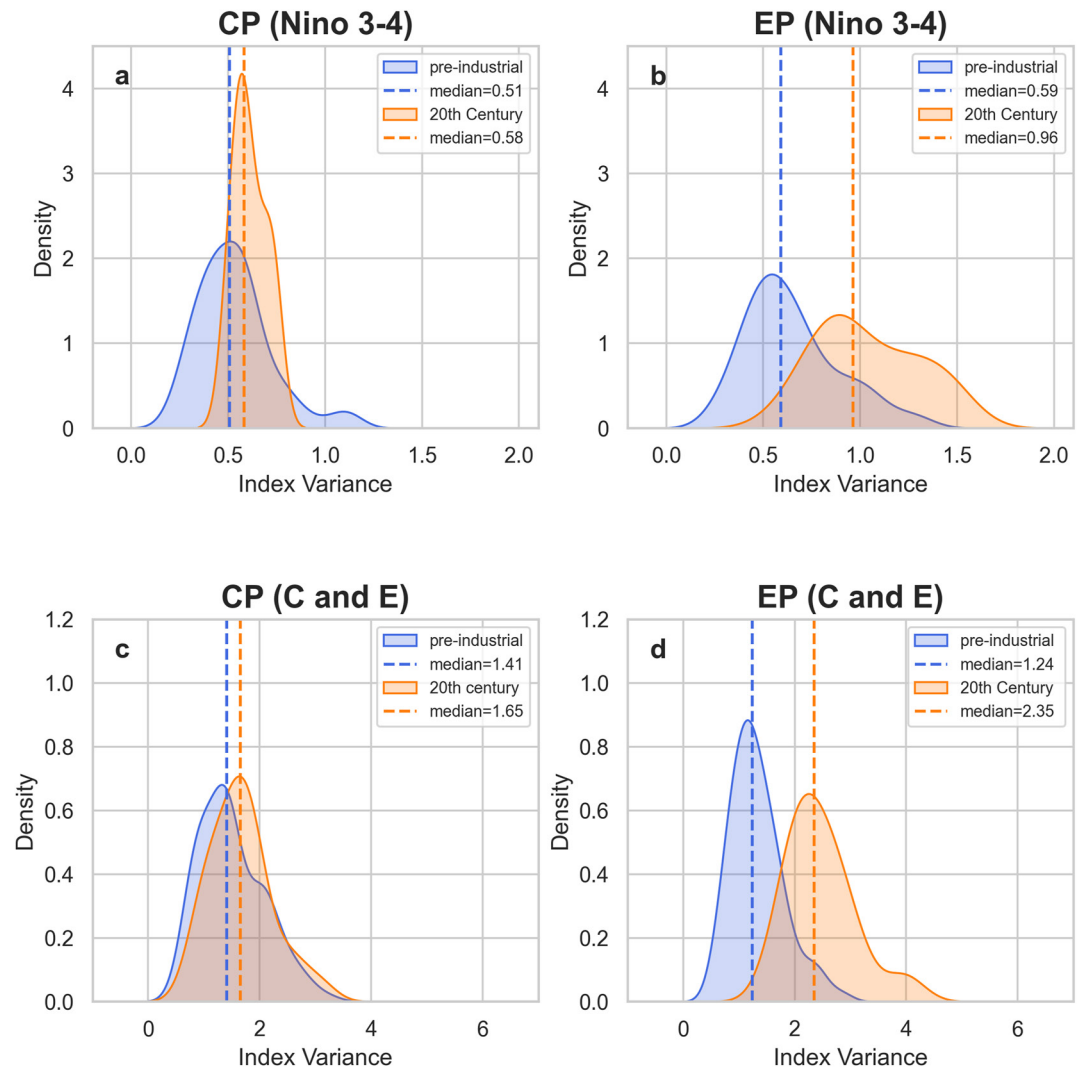 CP (Nino 3-4)
a
pre-industrial
median=0.51
20th Century
median=0.58
4
3
2
1
0
Density
0.0 0.5 1.0 1.5 2.0
Index Variance
EP (Nino 3-4)
b
pre-industrial
median=0.59
20th Century
median=0.96
4
3
2
1
0
Density
0.0 0.5 1.0 1.5 2.0
Index Variance
CP (C and E)
c
pre-industrial
median=1.41
20th century
median=1.65
1.2
1.0
0.8
0.6
0.4
0.2
0.0
Density
0 2 4 6
Index Variance
EP (C and E)
d
pre-industrial
median=1.24
20th Century
median=2.35
1.2
1.0
0.8
0.6
0.4
0.2
0.0
Density
0 2 4 6
Index Variance